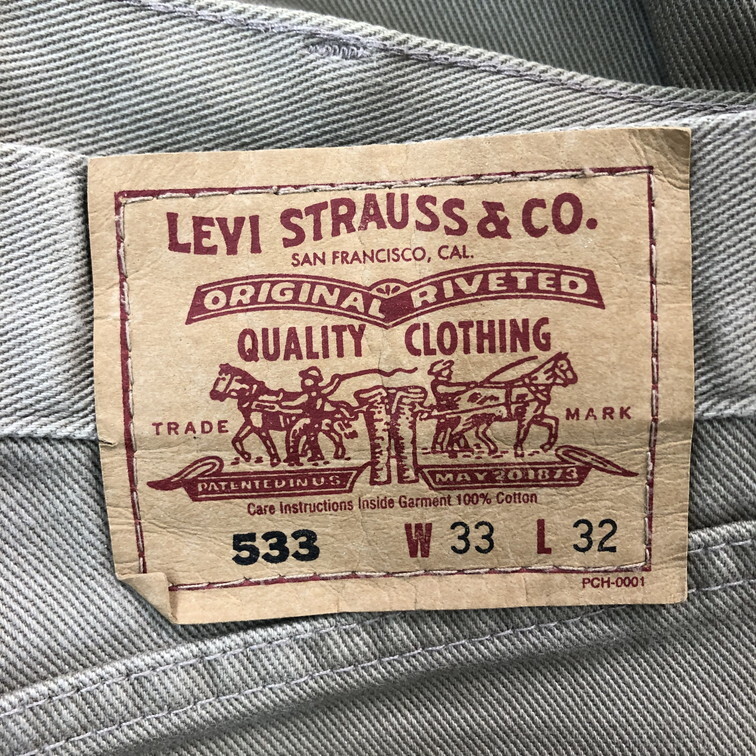 LEVI STRAUSS & CO.
SAN FRANCISCO, CAL.
ORIGINAL RIVETED
QUALITY CLOTHING
TRADE MARK
PATENTED IN U.S. MAY 20 1873
Care Instructions Inside Garment 100% Cotton
533 W 33 L 32
PCH-0001